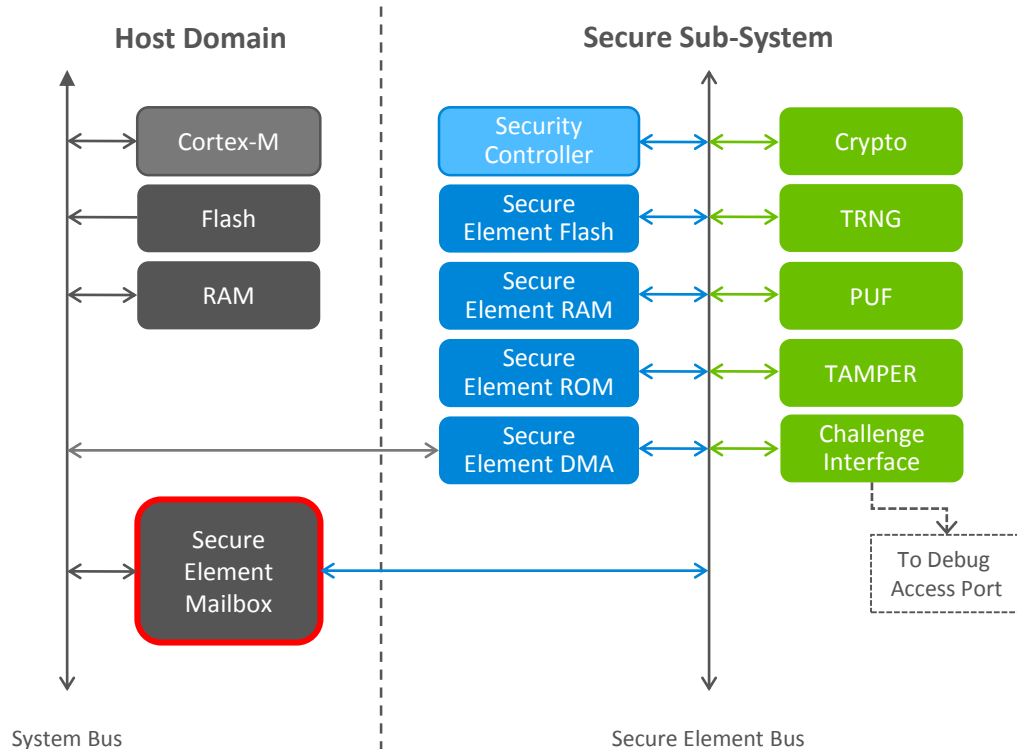 Host Domain
Secure Sub-System
Cortex-M
Flash
RAM
Secure
Element
Mailbox
Security
Controller
Secure
Element Flash
Secure
Element RAM
Secure
Element ROM
Secure
Element DMA
Crypto
TRNG
PUF
TAMPER
Challenge
Interface
To Debug
Access Port
System Bus
Secure Element Bus